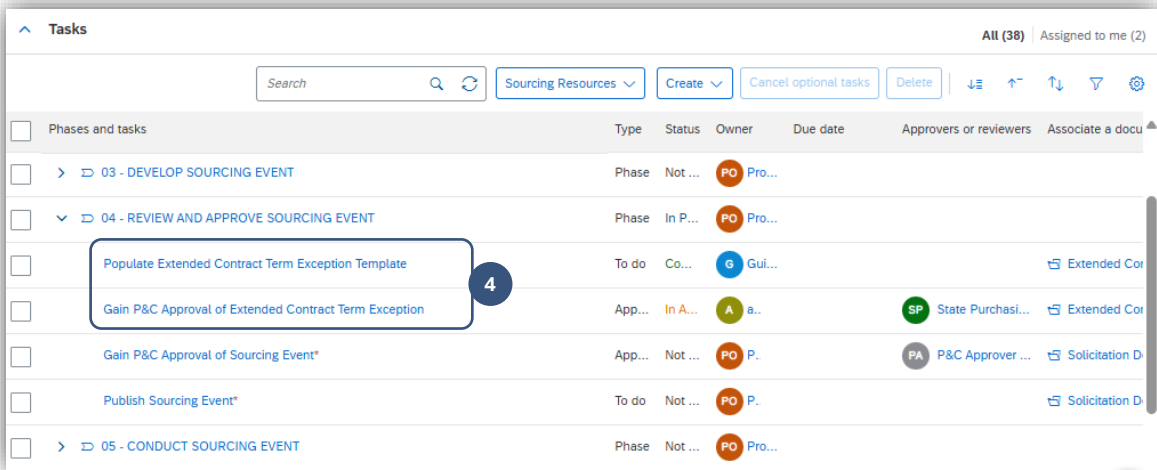 Tasks
All (38) Assigned to me (2)
Search Sourcing Resources Create Cancel optional tasks Delete
Phases and tasks Type Status Owner Due date Approvers or reviewers Associate a docu
03 - DEVELOP SOURCING EVENT Phase Not ... PO Pro...
04 - REVIEW AND APPROVE SOURCING EVENT Phase In P... PO Pro...
Populate Extended Contract Term Exception Template To do Co... G Gui... Extended Cor
4
Gain P&C Approval of Extended Contract Term Exception App... In A... A a.. SP State Purchasi... Extended Cor
Gain P&C Approval of Sourcing Event* App... Not ... PO P.. PA P&C Approver ... Solicitation D
Publish Sourcing Event* To do Not ... PO P.. Solicitation D
05 - CONDUCT SOURCING EVENT Phase Not ... PO Pro...